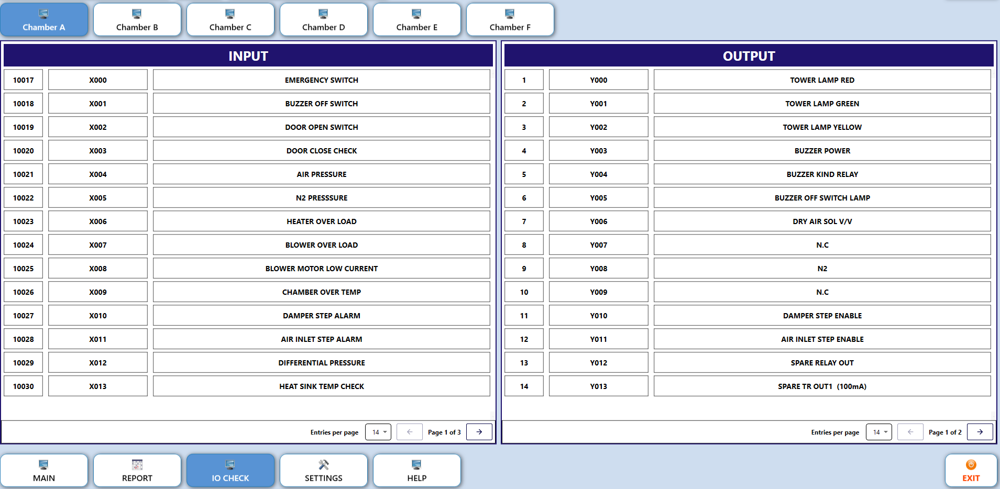 Chamber A
Chamber B
Chamber C
Chamber D
Chamber E
Chamber F
INPUT
10017 X000 EMERGENCY SWITCH
10018 X001 BUZZER OFF SWITCH
10019 X002 DOOR OPEN SWITCH
10020 X003 DOOR CLOSE CHECK
10021 X004 AIR PRESSURE
10022 X005 N2 PRESSSURE
10023 X006 HEATER OVER LOAD
10024 X007 BLOWER OVER LOAD
10025 X008 BLOWER MOTOR LOW CURRENT
10026 X009 CHAMBER OVER TEMP
10027 X010 DAMPER STEP ALARM
10028 X011 AIR INLET STEP ALARM
10029 X012 DIFFERENTIAL PRESSURE
10030 X013 HEAT SINK TEMP CHECK
Entries per page 14 Page 1 of 3
OUTPUT
1 Y000 TOWER LAMP RED
2 Y001 TOWER LAMP GREEN
3 Y002 TOWER LAMP YELLOW
4 Y003 BUZZER POWER
5 Y004 BUZZER KIND RELAY
6 Y005 BUZZER OFF SWITCH LAMP
7 Y006 DRY AIR SOL V/V
8 Y007 N.C
9 Y008 N2
10 Y009 N.C
11 Y010 DAMPER STEP ENABLE
12 Y011 AIR INLET STEP ENABLE
13 Y012 SPARE RELAY OUT
14 Y013 SPARE TR OUT1 (100mA)
Entries per page 14 Page 1 of 2
MAIN
REPORT
IO CHECK
SETTINGS
HELP
EXIT